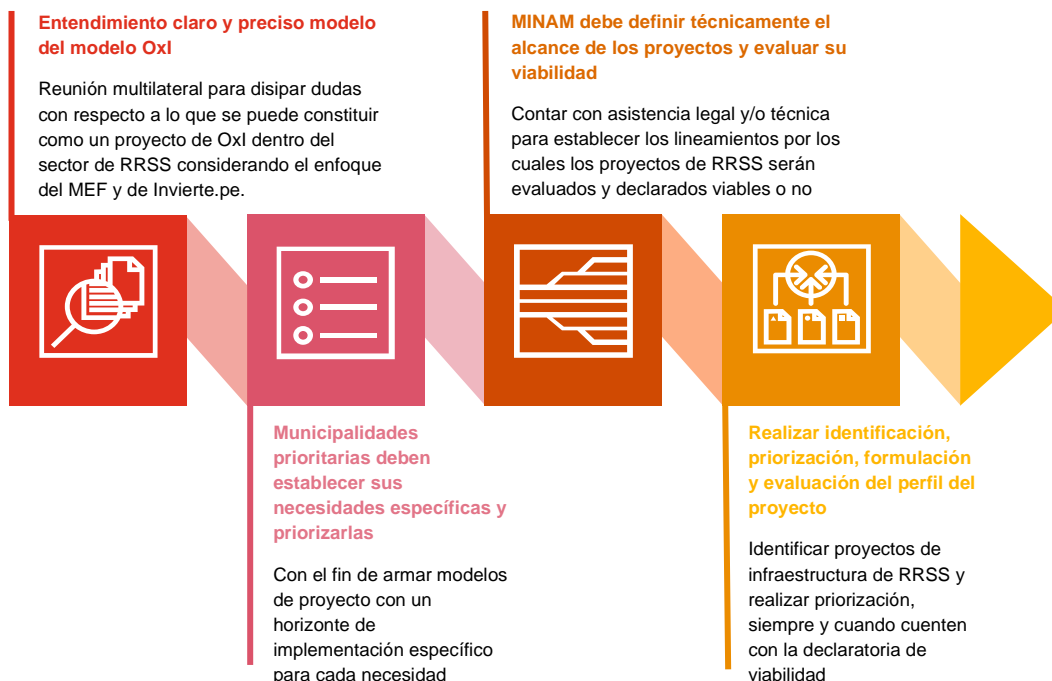 Entendimiento claro y preciso modelo
del modelo OxI
Reunión multilateral para disipar dudas
con respecto a lo que se puede constituir
como un proyecto de OxI dentro del
sector de RRSS considerando el enfoque
del MEF y de Invierte.pe.
MINAM debe definir técnicamente el
alcance de los proyectos y evaluar su
viabilidad
Contar con asistencia legal y/o técnica
para establecer los lineamientos por los
cuales los proyectos de RRSS serán
evaluados y declarados viables o no
Municipalidades
prioritarias deben
establecer sus
necesidades específicas y
priorizarlas
Con el fin de armar modelos
de proyecto con un
horizonte de
implementación específico
para cada necesidad
Realizar identificación,
priorización, formulación
y evaluación del perfil del
proyecto
Identificar proyectos de
infraestructura de RRSS y
realizar priorización,
siempre y cuando cuenten
con la declaratoria de
viabilidad